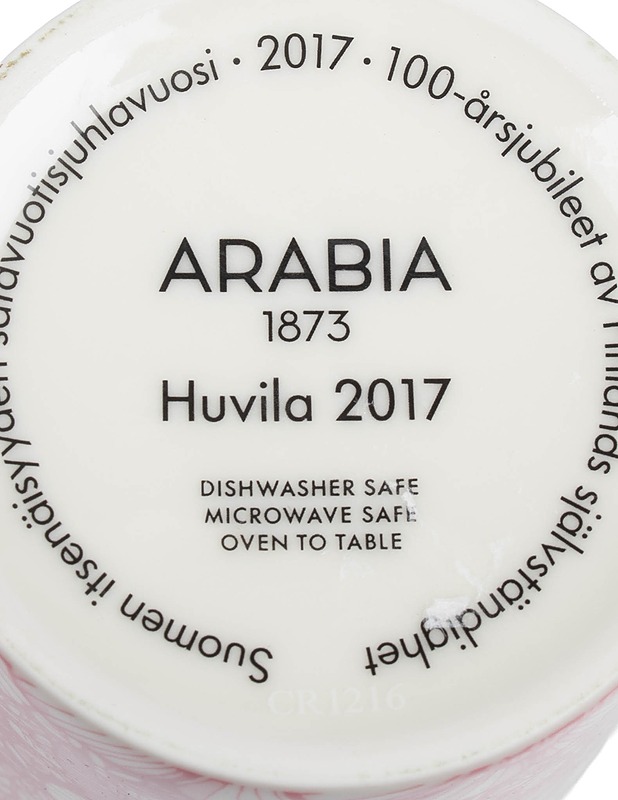 Suomen itsenäisyyden satavuotisjuhlavuosi · 2017 · 100-årsjubileet av Finlands självständighet
ARABIA
1873
Huvila 2017
DISHWASHER SAFE
MICROWAVE SAFE
OVEN TO TABLE
CR1216